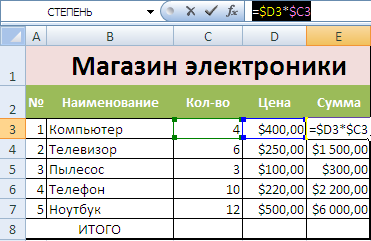 СТЕПЕНЬ =$D3*$C3
A B C D E
1 Магазин электроники
2 № Наименование Кол-во Цена Сумма
3 1 Компьютер 4 $400,00 =$D3*$C3
4 2 Телевизор 6 $250,00 $1 500,00
5 3 Пылесос 3 $100,00 $300,00
6 4 Телефон 10 $220,00 $2 200,00
7 5 Ноутбук 12 $500,00 $6 000,00
8 ИТОГО